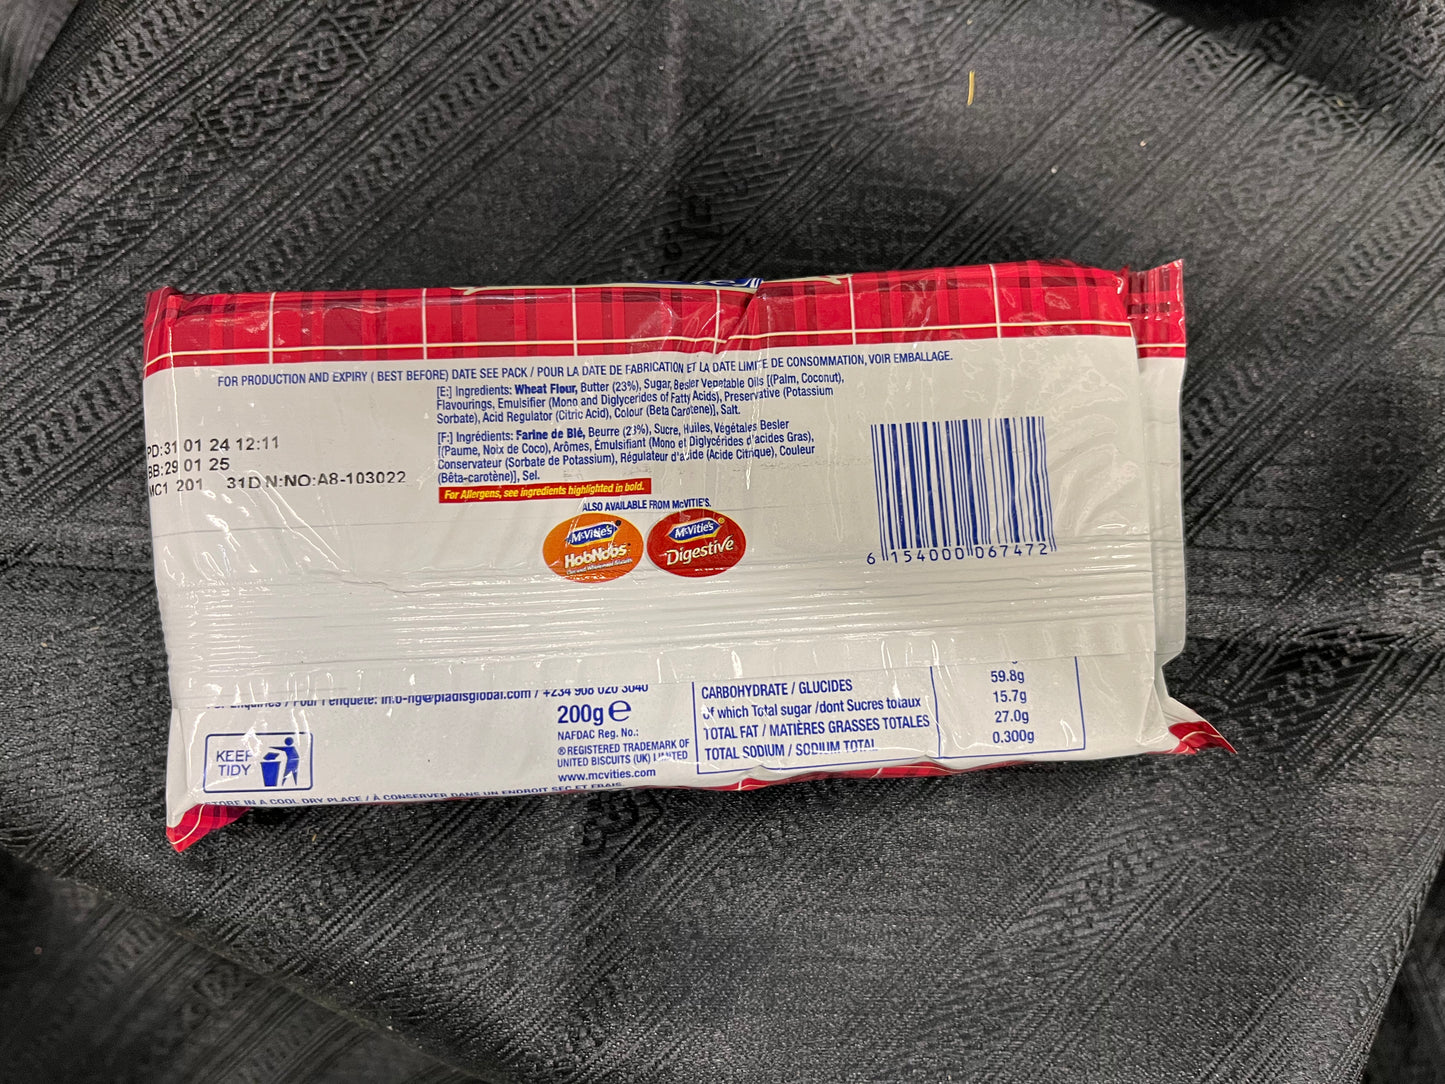 FOR PRODUCTION AND EXPIRY ( BEST BEFORE) DATE SEE PACK / POUR LA DATE DE FABRICATION ET LA DATE LIMITE DE CONSOMMATION, VOIR EMBALLAGE.
[E:] Ingredients: Wheat Flour, Butter (23%), Sugar, Besler Vegetable Oils [(Palm, Coconut),
Flavourings, Emulsifier (Mono and Diglycerides of Fatty Acids), Preservative (Potassium
Sorbate), Acid Regulator (Citric Acid), Colour (Beta Carotene)], Salt.
[F:] Ingrédients: Farine de Blé, Beurre (23%), Sucre, Huiles, Végétales Besler
[(Paume, Noix de Coco), Arômes, Émulsifiant (Mono et Diglycérides d'acides Gras),
Conservateur (Sorbate de Potassium), Régulateur d'acide (Acide Citrique), Couleur
(Bêta-carotène)], Sel.
For Allergens, see ingredients highlighted in bold.
PD:31 01 24 12:11
BB:29 01 25
MC1 201 31D N:NO:A8-103022
ALSO AVAILABLE FROM McVITIE'S.
McVitie's
HobNobs
McVitie's
Digestive
6 154000 067472
/ Pour l'enquête: info-ng@pladisglobal.com / +234 908 020 3040
200g e
NAFDAC Reg. No.:
® REGISTERED TRADEMARK OF
UNITED BISCUITS (UK) LIMITED
www.mcvities.com
KEEP
TIDY
STORE IN A COOL DRY PLACE / À CONSERVER DANS UN ENDROIT SEC ET FRAIS
CARBOHYDRATE / GLUCIDES 59.8g
of which Total sugar /dont Sucres totaux 15.7g
TOTAL FAT / MATIÈRES GRASSES TOTALES 27.0g
TOTAL SODIUM / SODIUM TOTAL 0.300g